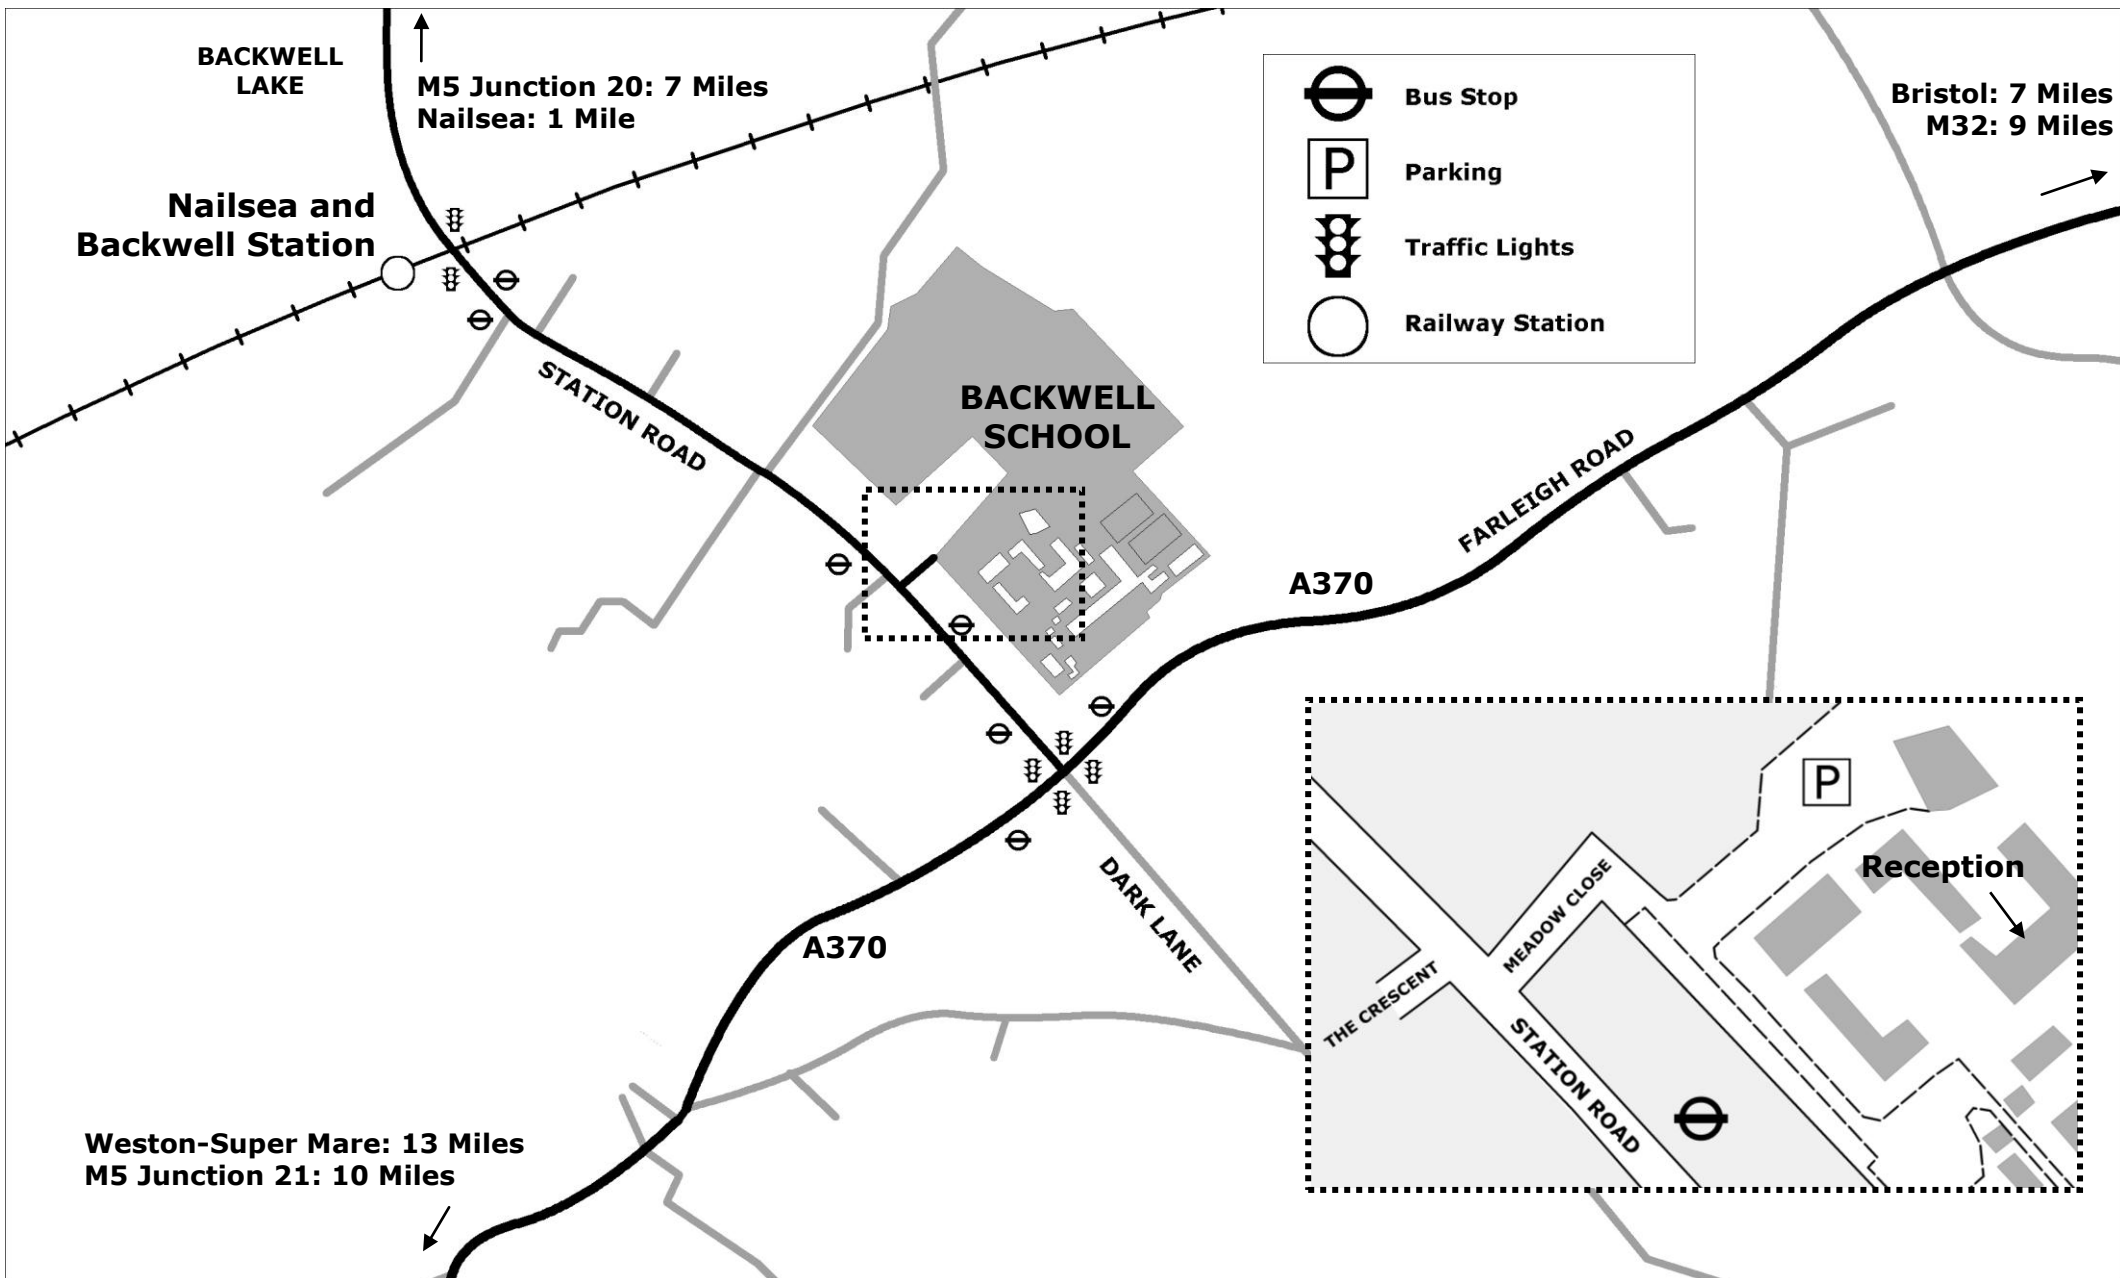 BACKWELL
LAKE
M5 Junction 20: 7 Miles
Nailsea: 1 Mile
Bus Stop
P
Parking
Traffic Lights
Railway Station
Bristol: 7 Miles
M32: 9 Miles
Nailsea and
Backwell Station
STATION ROAD
BACKWELL
SCHOOL
FARLEIGH ROAD
A370
A370
DARK LANE
P
Reception
MEADOW CLOSE
THE CRESCENT
STATION ROAD
Weston-Super Mare: 13 Miles
M5 Junction 21: 10 Miles